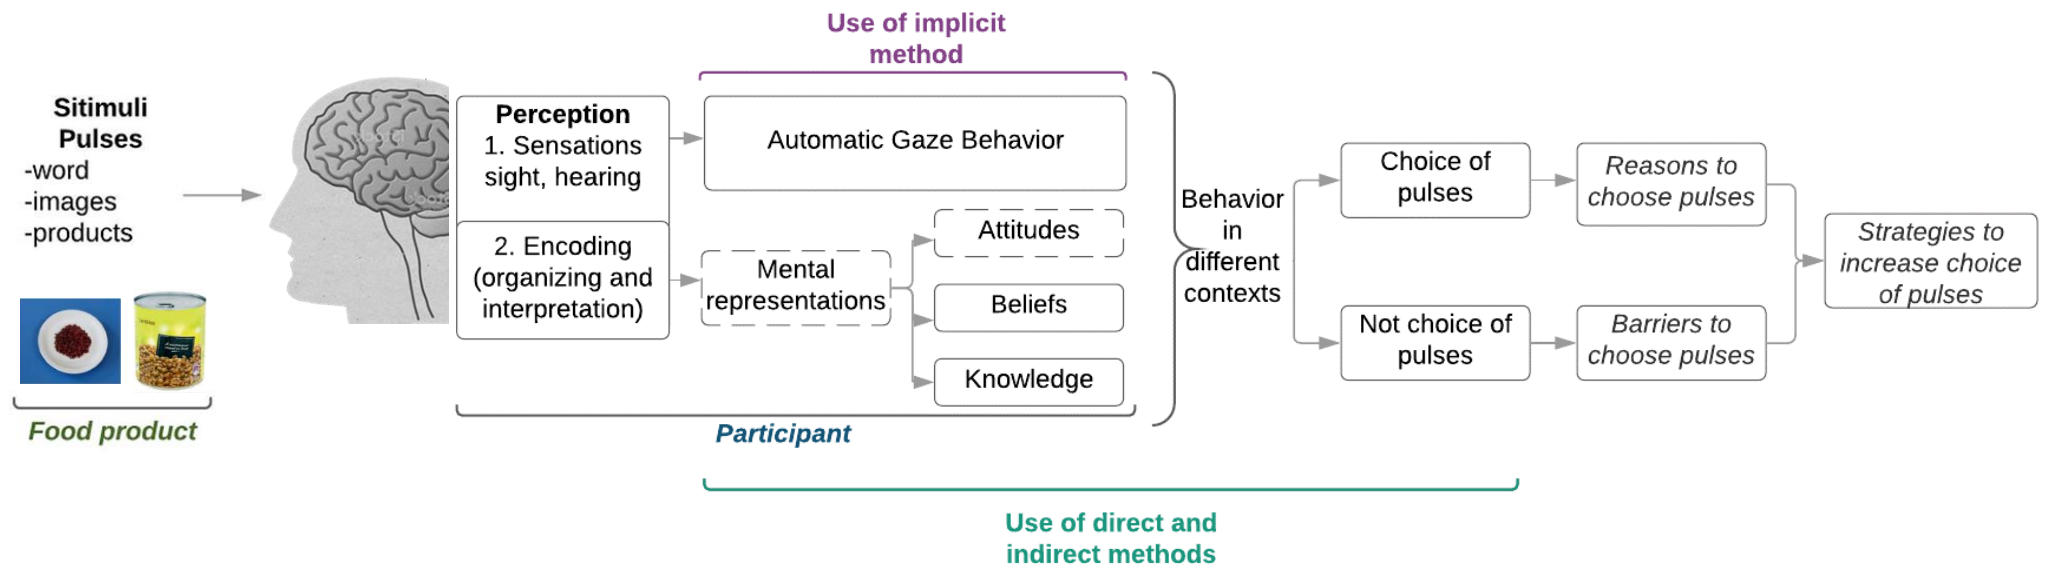 Use of implicit
method
Sitimuli
Pulses
-word
-images
-products
Food product
Perception
1. Sensations
sight, hearing
2. Encoding
(organizing and
interpretation)
Automatic Gaze Behavior
Mental
representations
Attitudes
Beliefs
Knowledge
Participant
Behavior
in
different
contexts
Choice of
pulses
Reasons to
choose pulses
Not choice of
pulses
Barriers to
choose pulses
Strategies to
increase choice
of pulses
Use of direct and
indirect methods